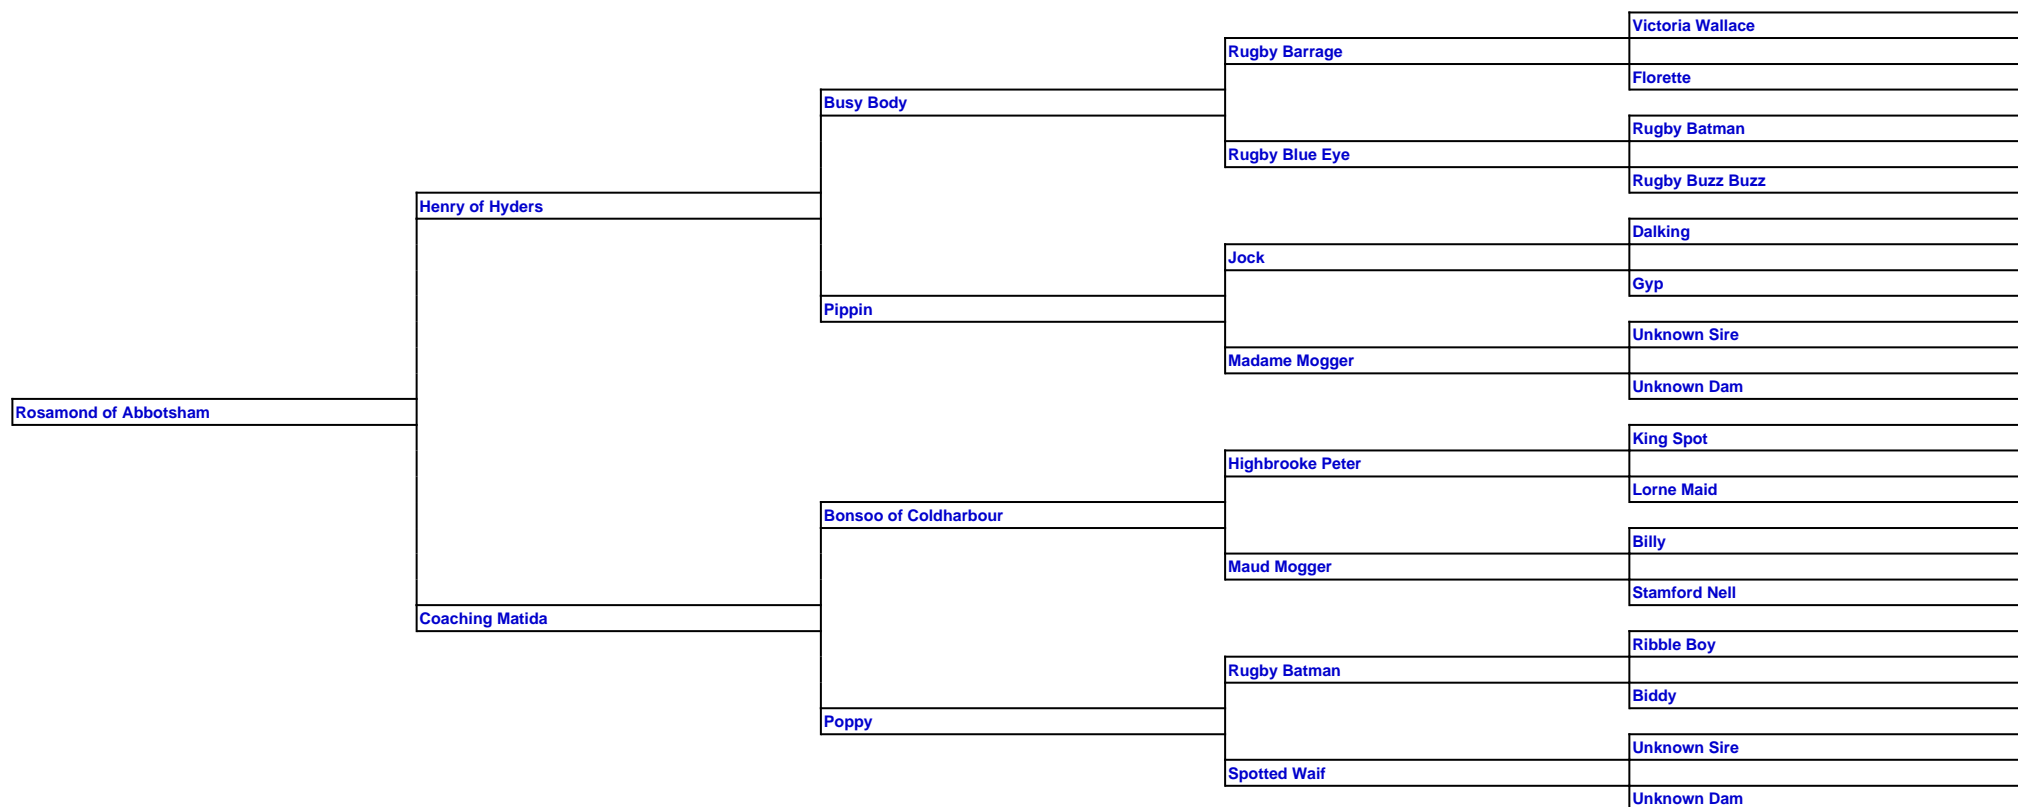 Victoria Wallace
Rugby Barrage
Florette
Busy Body
Rugby Batman
Rugby Blue Eye
Rugby Buzz Buzz
Henry of Hyders
Dalking
Jock
Gyp
Pippin
Unknown Sire
Madame Mogger
Unknown Dam
Rosamond of Abbotsham
King Spot
Highbrooke Peter
Lorne Maid
Bonsoo of Coldharbour
Billy
Maud Mogger
Stamford Nell
Coaching Matida
Ribble Boy
Rugby Batman
Biddy
Poppy
Unknown Sire
Spotted Waif
Unknown Dam